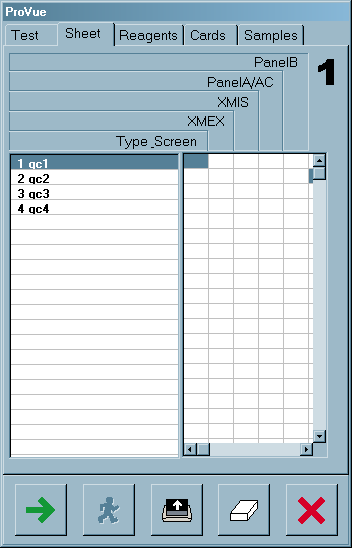 ProVue
Test Sheet Reagents Cards Samples
PanelB
1
PanelA/AC
XMIS
XMEX
Type_Screen
1 qc1
2 qc2
3 qc3
4 qc4